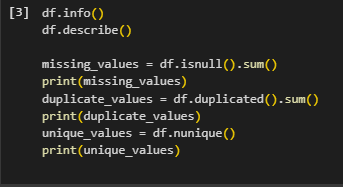 [3] df.info()
df.describe()
missing_values = df.isnull().sum()
print(missing_values)
duplicate_values = df.duplicated().sum()
print(duplicate_values)
unique_values = df.nunique()
print(unique_values)